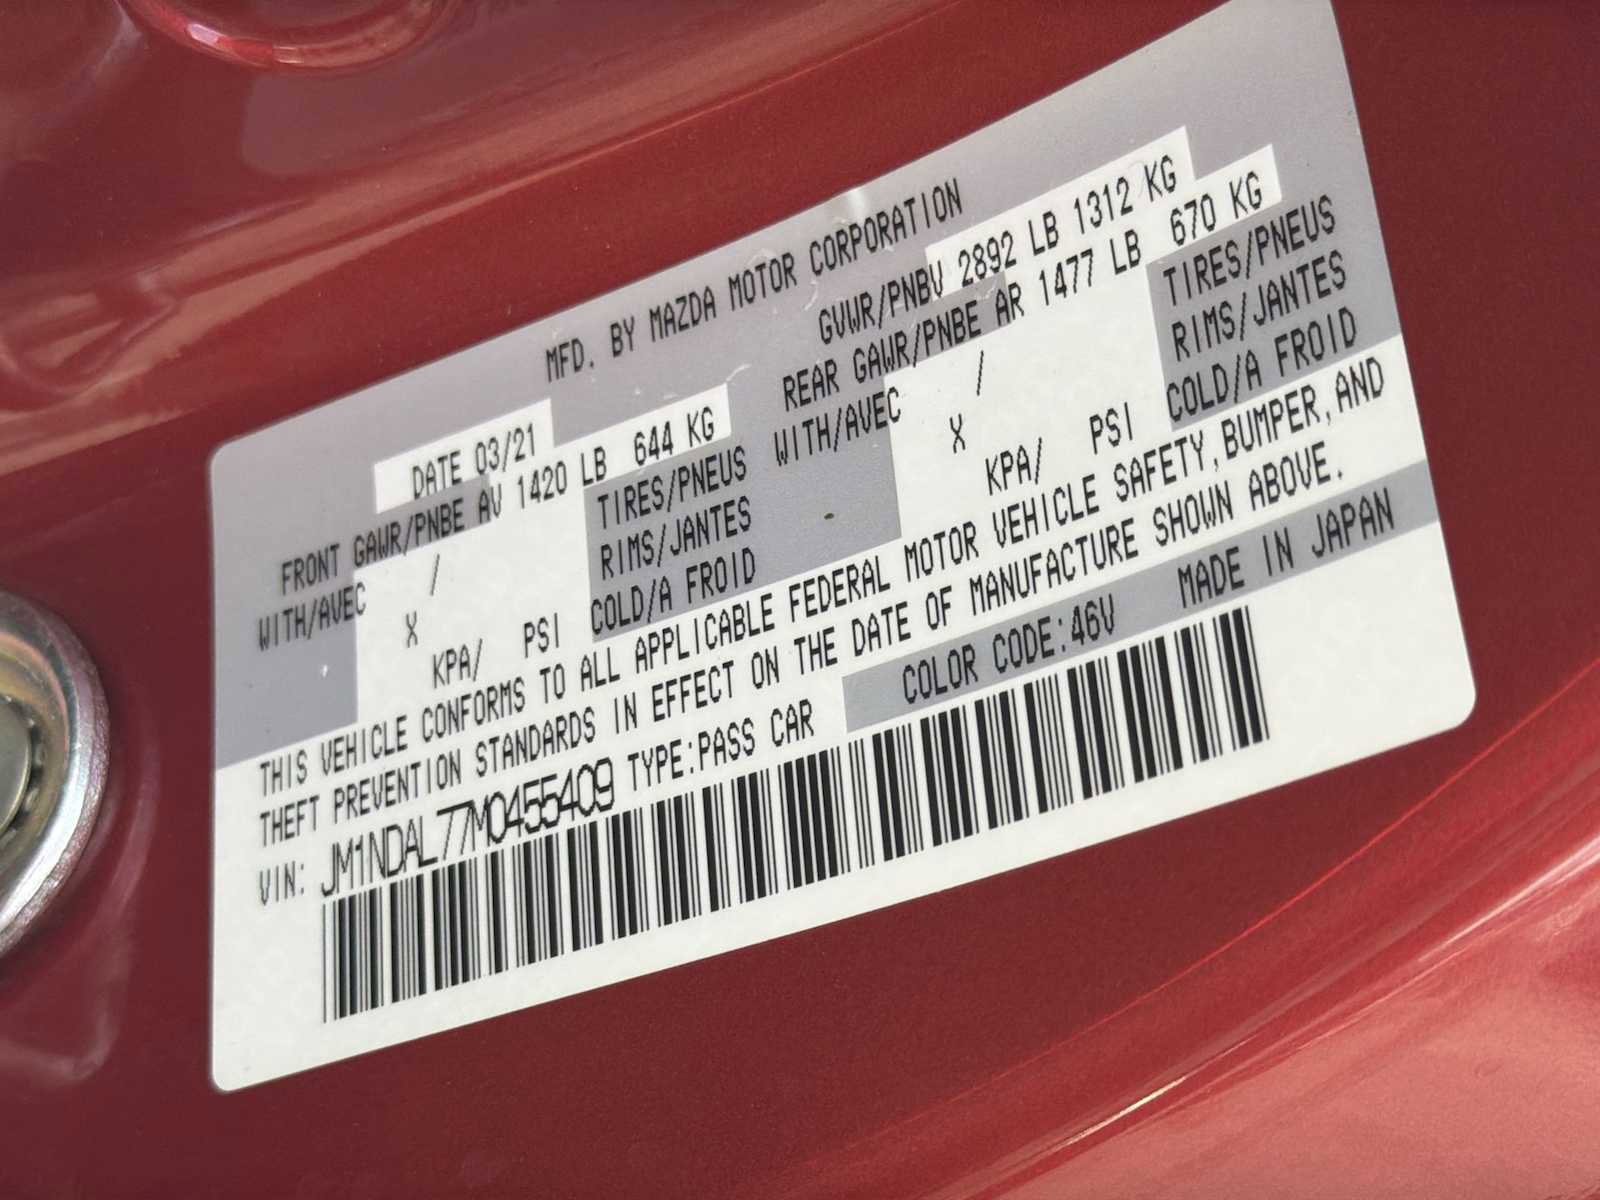 MFD. BY MAZDA MOTOR CORPORATION
DATE 03/21 GVWR/PNBV 2892 LB 1312 KG
FRONT GAWR/PNBE AV 1420 LB 644 KG REAR GAWR/PNBE AR 1477 LB 670 KG
WITH/AVEC / TIRES/PNEUS WITH/AVEC / TIRES/PNEUS
X RIMS/JANTES X RIMS/JANTES
KPA/ PSI COLD/A FROID KPA/ PSI COLD/A FROID
THIS VEHICLE CONFORMS TO ALL APPLICABLE FEDERAL MOTOR VEHICLE SAFETY, BUMPER, AND
THEFT PREVENTION STANDARDS IN EFFECT ON THE DATE OF MANUFACTURE SHOWN ABOVE.
VIN: JM1NDAL77M0455409 TYPE:PASS CAR COLOR CODE:46V MADE IN JAPAN